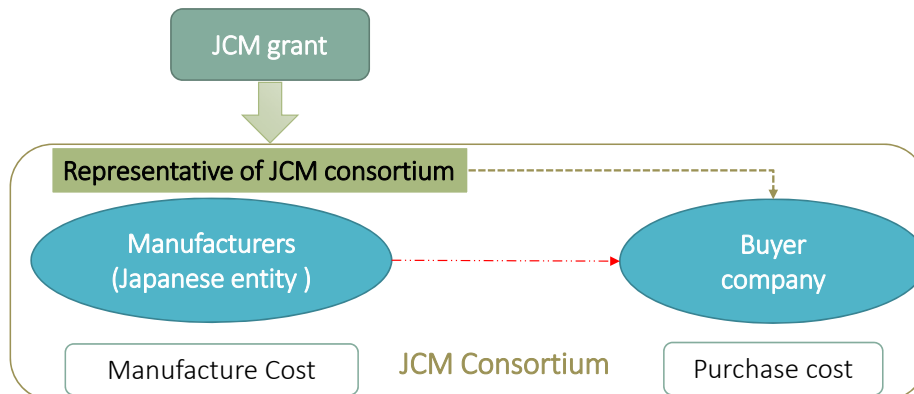 JCM grant
Representative of JCM consortium
Manufacturers
(Japanese entity )
Buyer
company
Manufacture Cost
JCM Consortium
Purchase cost